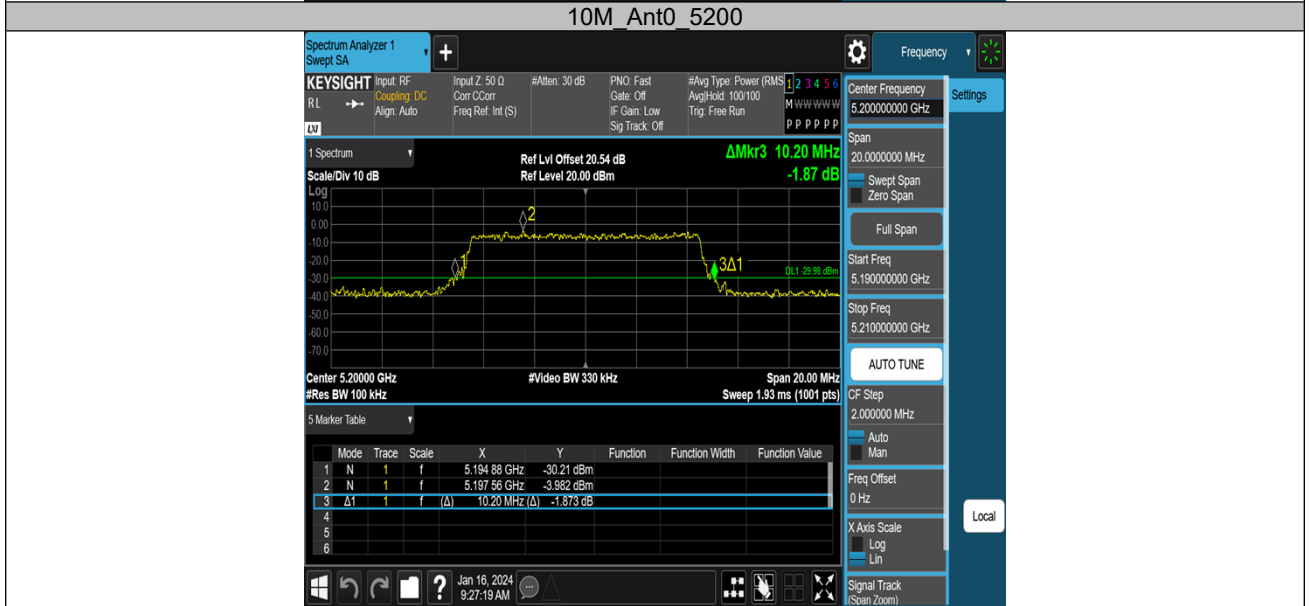 10M_Ant0_5200
Spectrum Analyzer 1
Swept SA
Frequency
KEYSIGHT
RL
LXI
Input: RF
Coupling: DC
Align: Auto
Input Z: 50 Ω
Corr CCorr
Freq Ref: Int (S)
#Atten: 30 dB
PNO: Fast
Gate: Off
IF Gain: Low
Sig Track: Off
#Avg Type: Power (RMS
Avg|Hold: 100/100
Trig: Free Run
1 2 3 4 5 6
M W W W W W
P P P P P P
1 Spectrum
Scale/Div 10 dB
Ref Lvl Offset 20.54 dB
Ref Level 20.00 dBm
ΔMkr3 10.20 MHz
-1.87 dB
Log
10.0
0.00
-10.0
-20.0
-30.0
-40.0
-50.0
-60.0
-70.0
2
1
3Δ1
DL1 -29.98 dBm
Center 5.20000 GHz
#Video BW 330 kHz
Span 20.00 MHz
#Res BW 100 kHz
Sweep 1.93 ms (1001 pts)
5 Marker Table
Mode Trace Scale X Y Function Function Width Function Value
1 N 1 f 5.194 88 GHz -30.21 dBm
2 N 1 f 5.197 56 GHz -3.982 dBm
3 Δ1 1 f (Δ) 10.20 MHz (Δ) -1.873 dB
4
5
6
Jan 16, 2024
9:27:19 AM
Center Frequency
5.200000000 GHz
Settings
Span
20.0000000 MHz
Swept Span
Zero Span
Full Span
Start Freq
5.190000000 GHz
Stop Freq
5.210000000 GHz
AUTO TUNE
CF Step
2.000000 MHz
Auto
Man
Freq Offset
0 Hz
Local
X Axis Scale
Log
Lin
Signal Track
(Span Zoom)